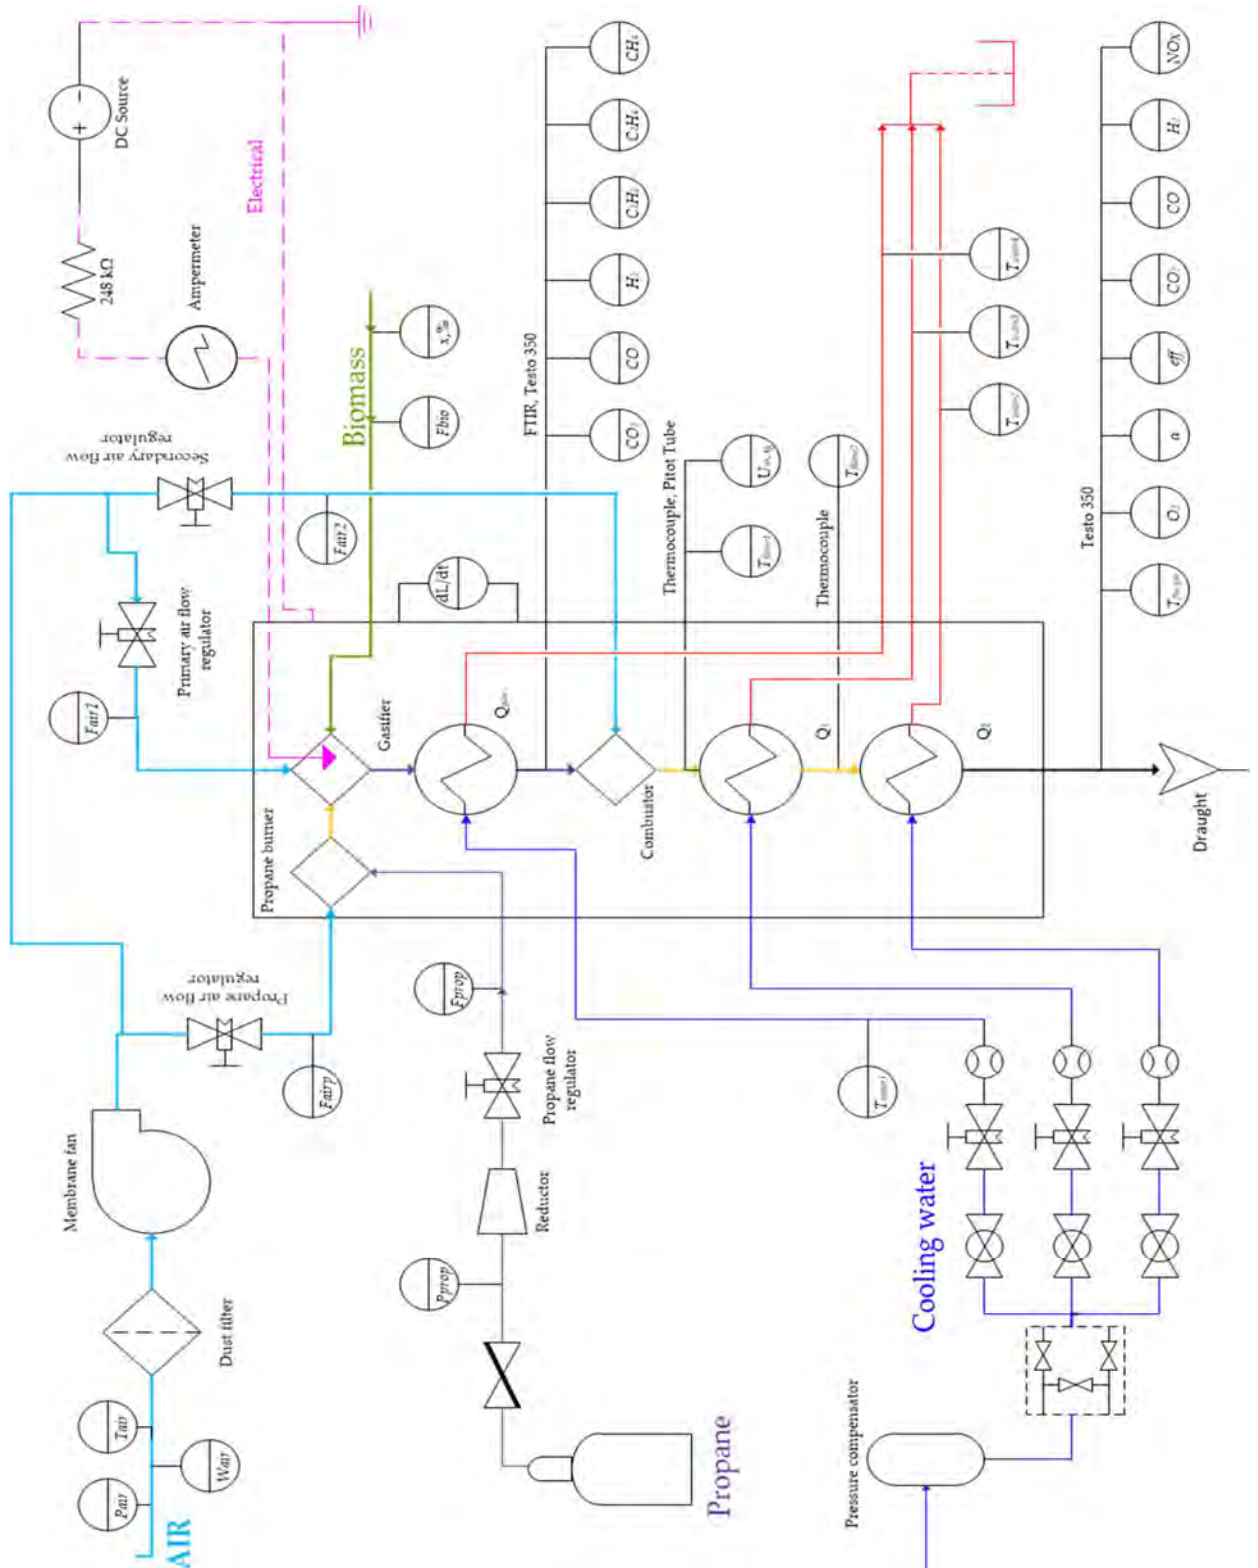 DC Source
248 kΩ
Ampermeter
Electrical
Secondary air flow
regulator
Primary air flow
regulator
Fair1
Fair2
Propane air flow
regulator
Fairp
Membrane fan
Dust filter
Tair
Pair
Wair
AIR
Biomass
Fbio
x,%
dL/dt
Propane burner
Gasifier
Combustor
Q1
Q2
Fprop
Propane flow
regulator
Reductor
Pprop
Propane
FTIR, Testo 350
CO2
CO
H2
C2H2
C2H4
CH4
Thermocouple, Pitot Tube
Thermocouple
Cooling water
Pressure compensator
Testo 350
O2
α
eff
CO2
CO
H2
NOx
Draught